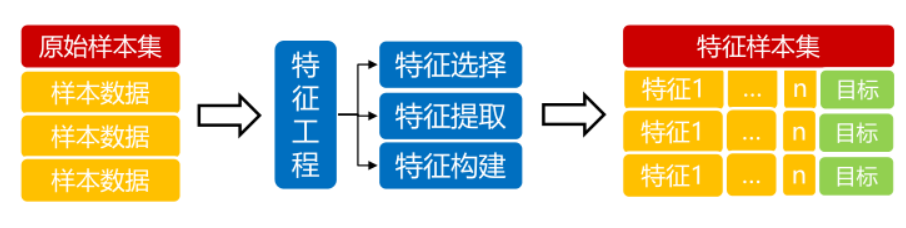 原始样本集
样本数据
样本数据
样本数据
特征工程
特征选择
特征提取
特征构建
特征样本集
特征1 ... n 目标
特征1 ... n 目标
特征1 ... n 目标